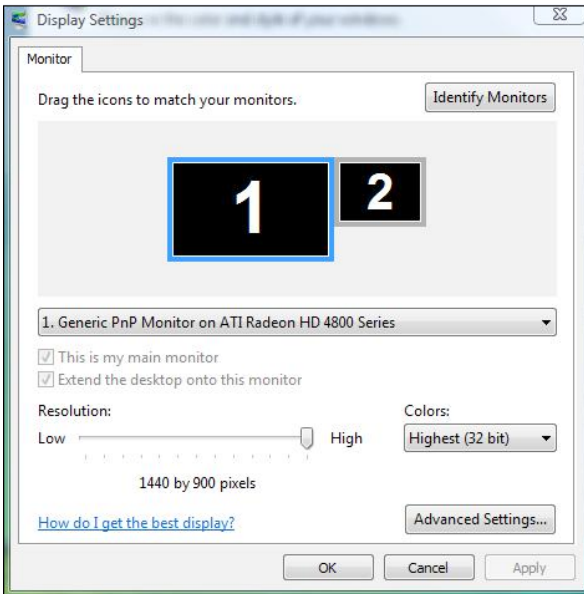 Display Settings
Monitor
Drag the icons to match your monitors.
Identify Monitors
1
2
1. Generic PnP Monitor on ATI Radeon HD 4800 Series
This is my main monitor
Extend the desktop onto this monitor
Resolution:
Colors:
Low
High
Highest (32 bit)
1440 by 900 pixels
How do I get the best display?
Advanced Settings...
OK
Cancel
Apply